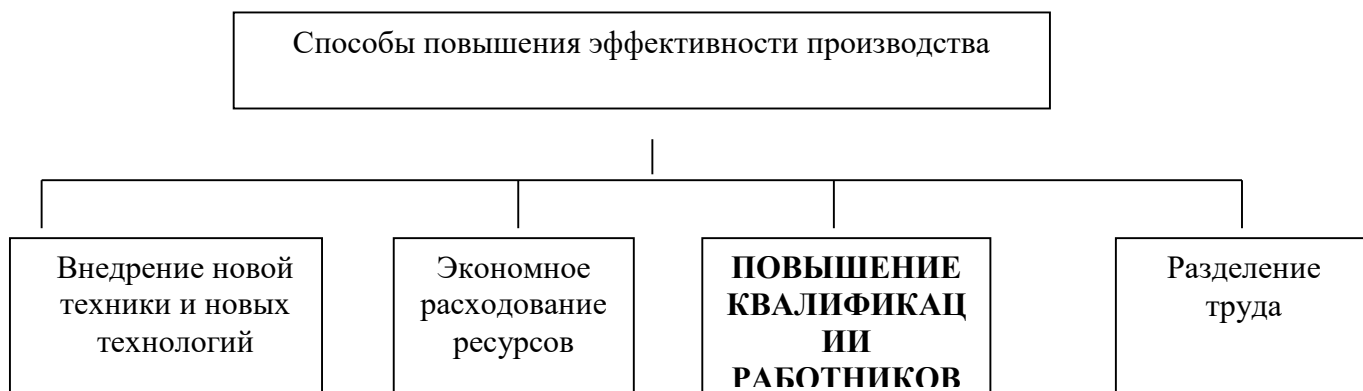 Способы повышения эффективности производства
Внедрение новой
техники и новых
технологий
Экономное
расходование
ресурсов
ПОВЫШЕНИЕ
КВАЛИФИКАЦ
ИИ
РАБОТНИКОВ
Разделение
труда